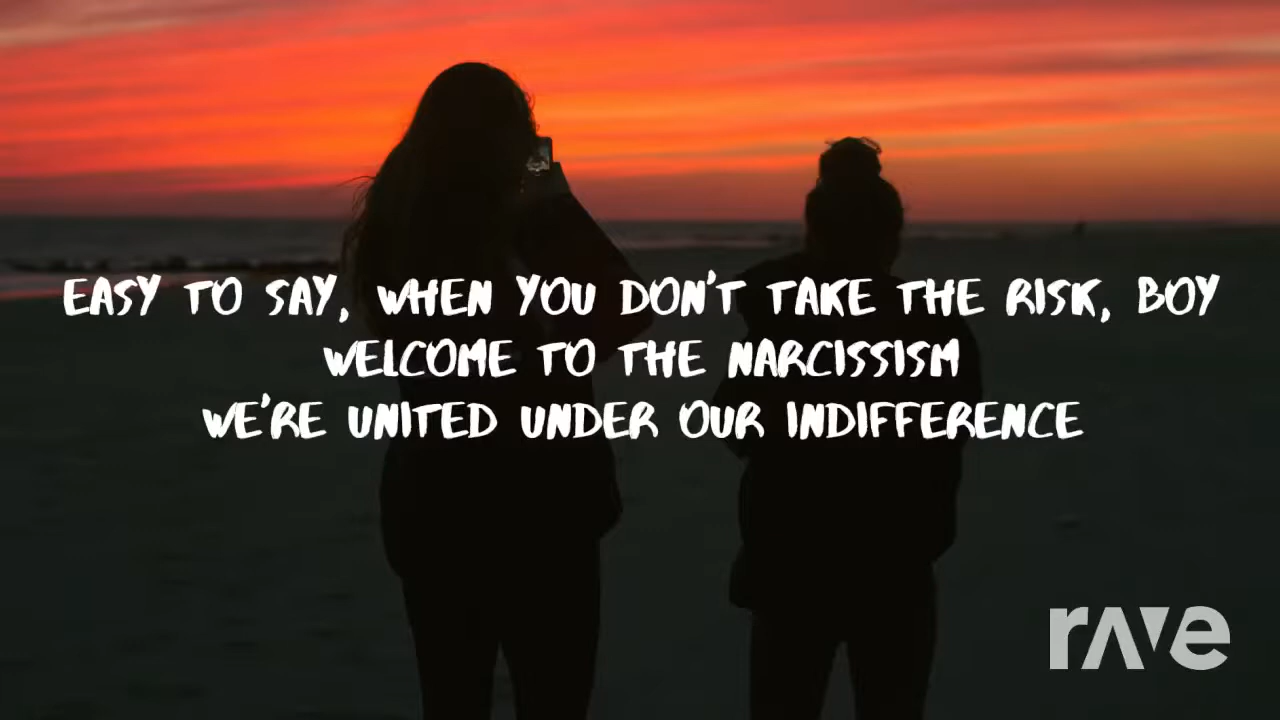 EASY TO SAY, WHEN YOU DON'T TAKE THE RISK, BOY
WELCOME TO THE NARCISSISM
WE'RE UNITED UNDER OUR INDIFFERENCE
rave